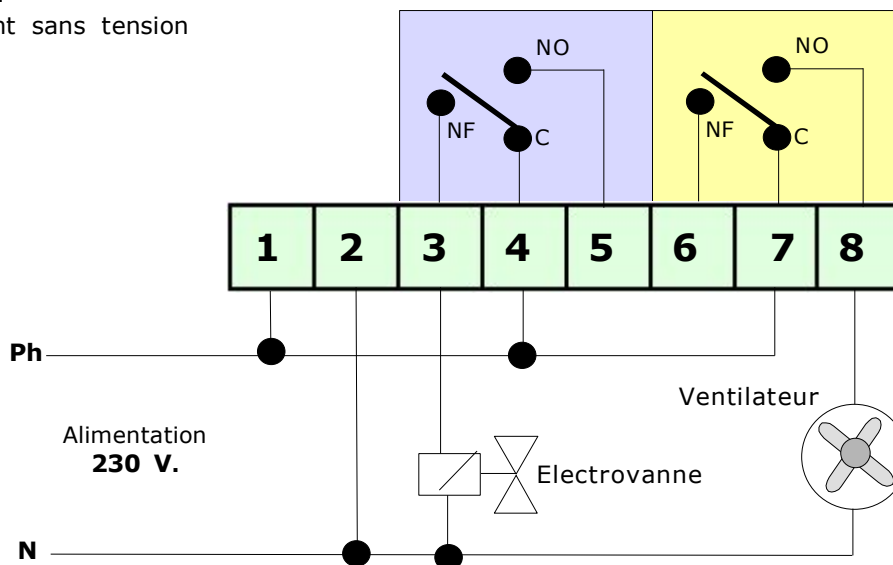 nt sans tension
NO
NO
NF
C
NF
C
1 2 3 4 5 6 7 8
Ph
Ventilateur
Alimentation
230 V.
Electrovanne
N